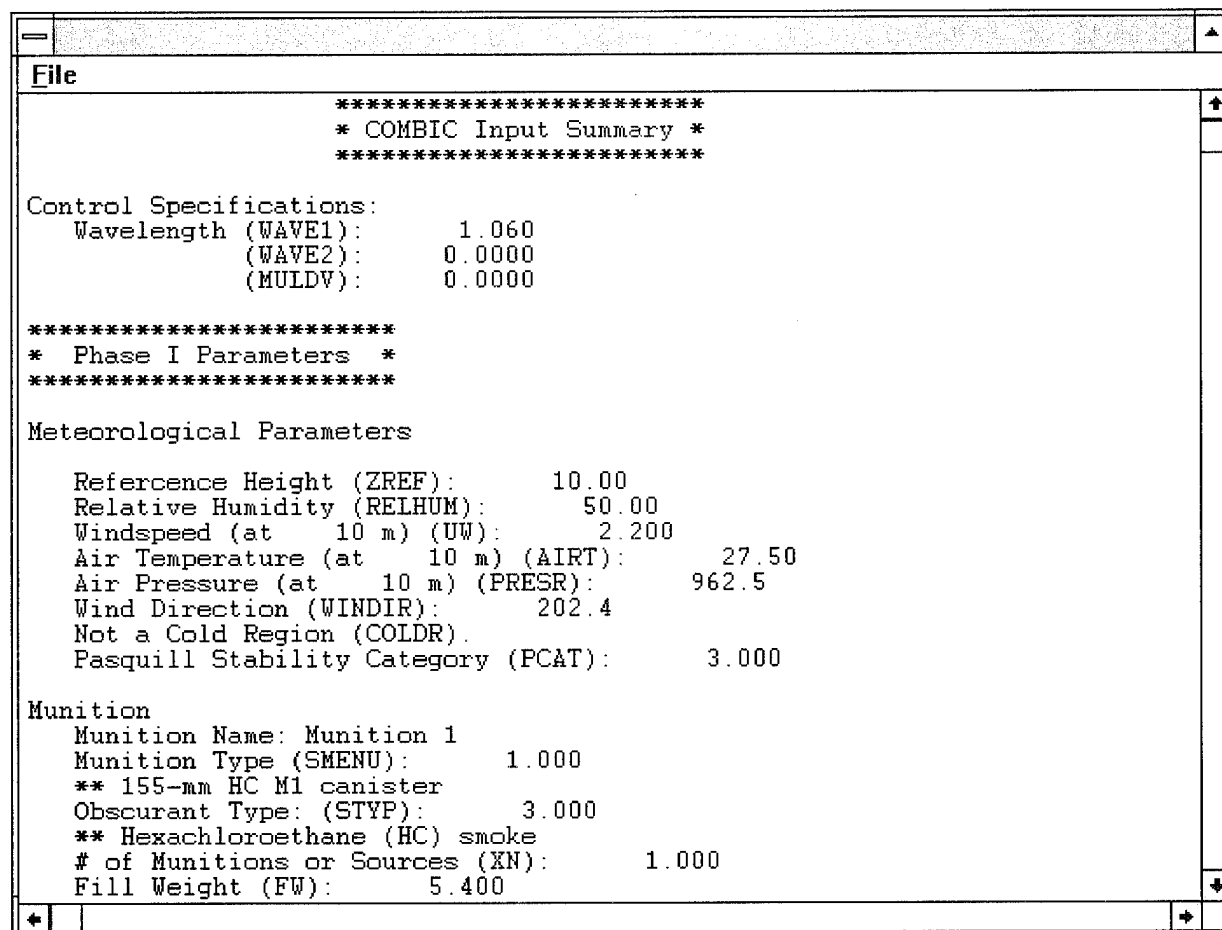 File
************************
* COMBIC Input Summary *
************************
Control Specifications:
Wavelength (WAVE1): 1.060
(WAVE2): 0.0000
(MULDV): 0.0000
************************
* Phase I Parameters *
************************
Meteorological Parameters
Refercence Height (ZREF): 10.00
Relative Humidity (RELHUM): 50.00
Windspeed (at 10 m) (UW): 2.200
Air Temperature (at 10 m) (AIRT): 27.50
Air Pressure (at 10 m) (PRESR): 962.5
Wind Direction (WINDIR): 202.4
Not a Cold Region (COLDR).
Pasquill Stability Category (PCAT): 3.000
Munition
Munition Name: Munition 1
Munition Type (SMENU): 1.000
** 155-mm HC M1 canister
Obscurant Type: (STYP): 3.000
** Hexachloroethane (HC) smoke
# of Munitions or Sources (XN): 1.000
Fill Weight (FW): 5.400